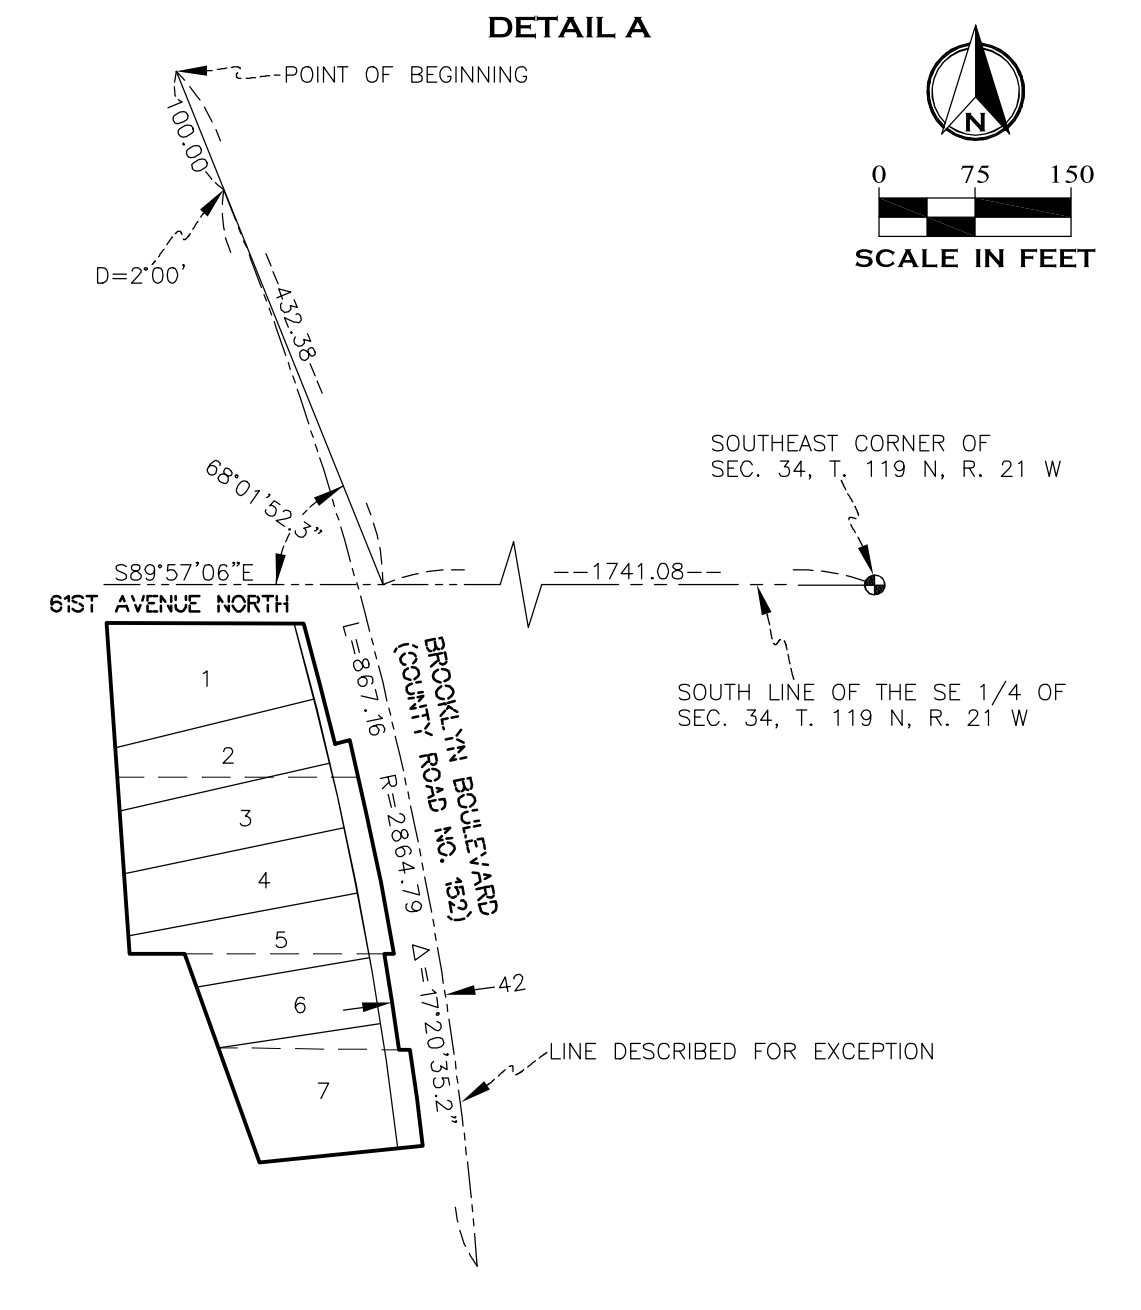 DETAIL A
POINT OF BEGINNING
N
100.00
0 75 150
SCALE IN FEET
D=2°00'
432.38
SOUTHEAST CORNER OF
SEC. 34, T. 119 N, R. 21 W
68°01'52.3"
S89°57'06"E
1741.08
61ST AVENUE NORTH
BROOKLYN BOULEVARD
(COUNTY ROAD NO. 152)
L=867.16 R=2864.79 Δ=17°20'35.2"
SOUTH LINE OF THE SE 1/4 OF
SEC. 34, T. 119 N, R. 21 W
1
2
3
4
5
6
42
LINE DESCRIBED FOR EXCEPTION
7